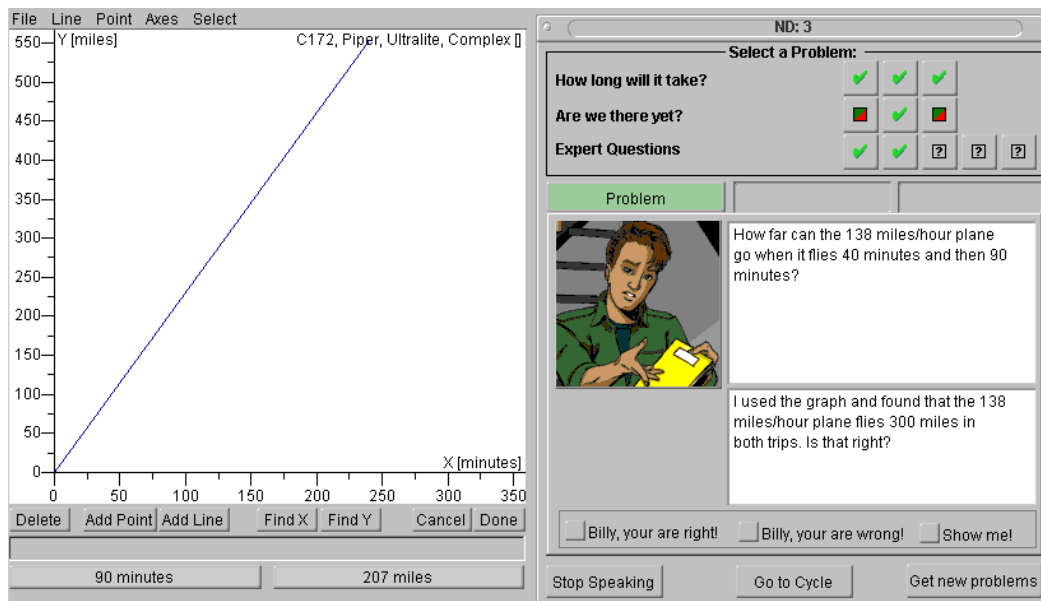 File Line Point Axes Select
Y [miles]
C172, Piper, Ultralite, Complex []
550
500
450
400
350
300
250
200
150
100
50
0
X [minutes]
0 50 100 150 200 250 300 350
Delete Add Point Add Line Find X Find Y Cancel Done
90 minutes 207 miles
ND: 3
Select a Problem:
How long will it take?
Are we there yet?
Expert Questions ? ? ?
Problem
How far can the 138 miles/hour plane
go when it flies 40 minutes and then 90
minutes?
I used the graph and found that the 138
miles/hour plane flies 300 miles in
both trips. Is that right?
Billy, your are right! Billy, your are wrong! Show me!
Stop Speaking Go to Cycle Get new problems